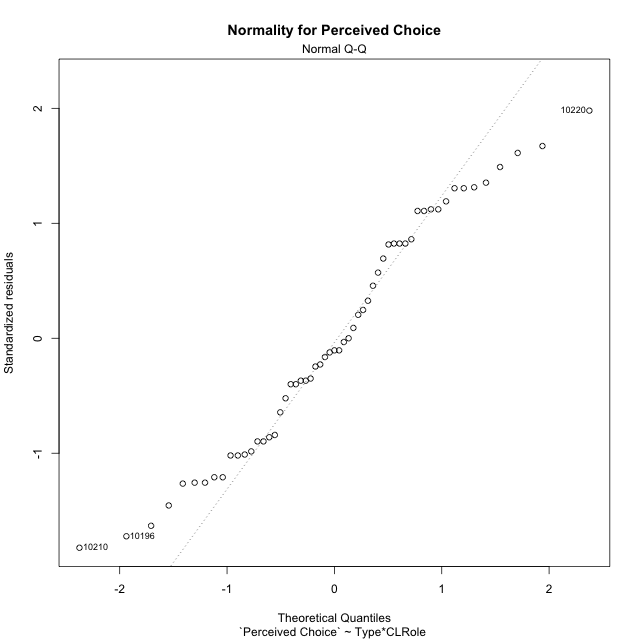 Normality for Perceived Choice
Normal Q-Q
2
1
0
-1
Standardized residuals
10220
10196
10210
-2
-1
0
1
2
Theoretical Quantiles
`Perceived Choice` ~ Type*CLRole